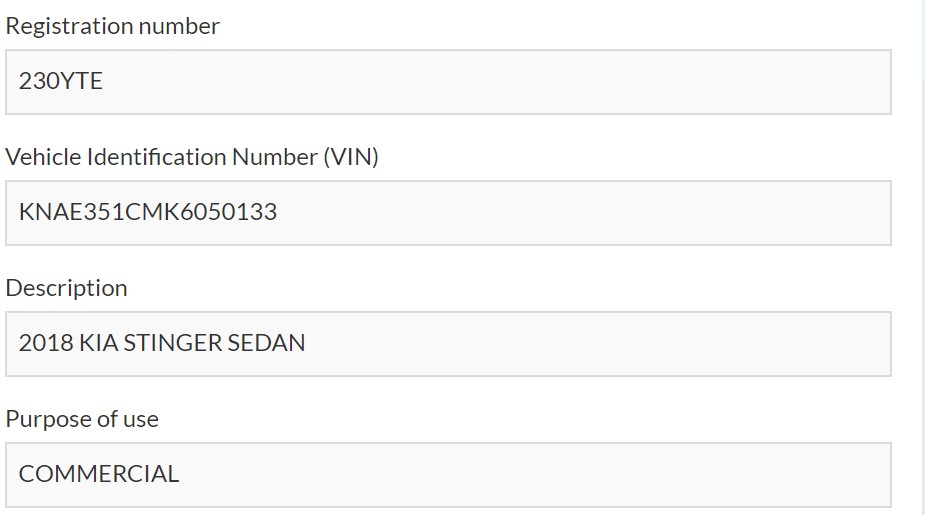 Registration number
230YTE
Vehicle Identification Number (VIN)
KNAE351CMK6050133
Description
2018 KIA STINGER SEDAN
Purpose of use
COMMERCIAL